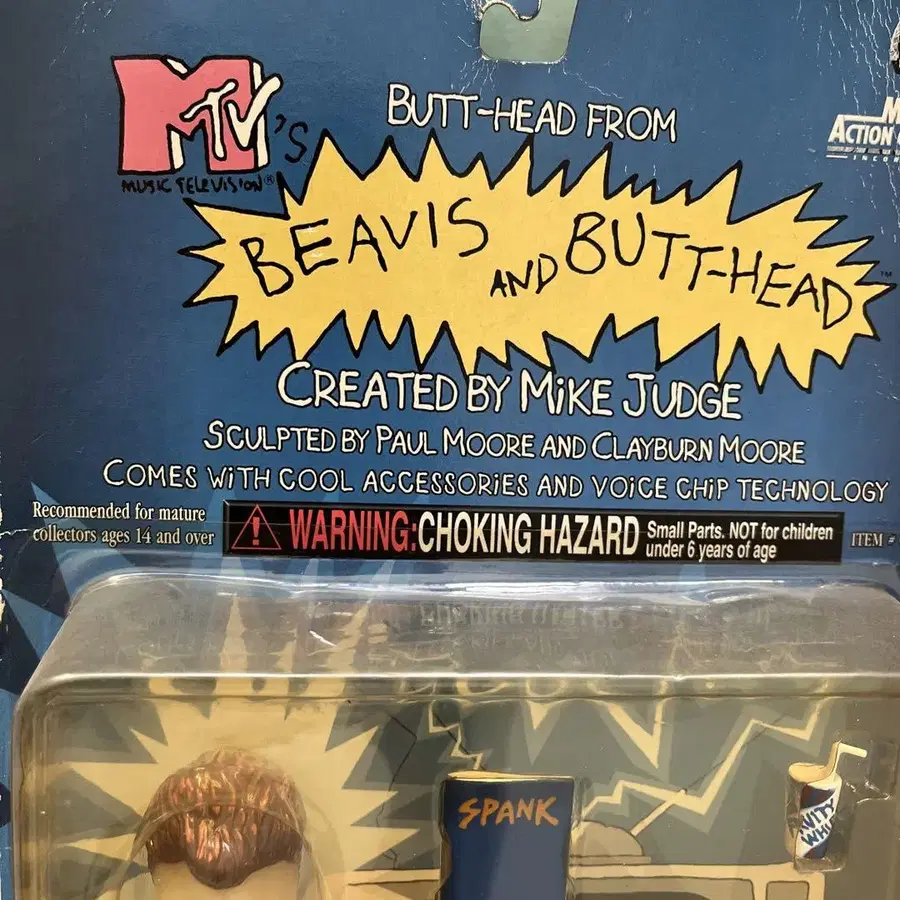 MTV'S
MUSIC TELEVISION®
BUTT-HEAD FROM
BEAVIS AND BUTT-HEAD™
CREATED BY MIKE JUDGE
SCULPTED BY PAUL MOORE AND CLAYBURN MOORE
COMES WITH COOL ACCESSORIES AND VOICE CHIP TECHNOLOGY
ACTION
Recommended for mature
collectors ages 14 and over
WARNING: CHOKING HAZARD
Small Parts. NOT for children
under 6 years of age
ITEM #
SPANK